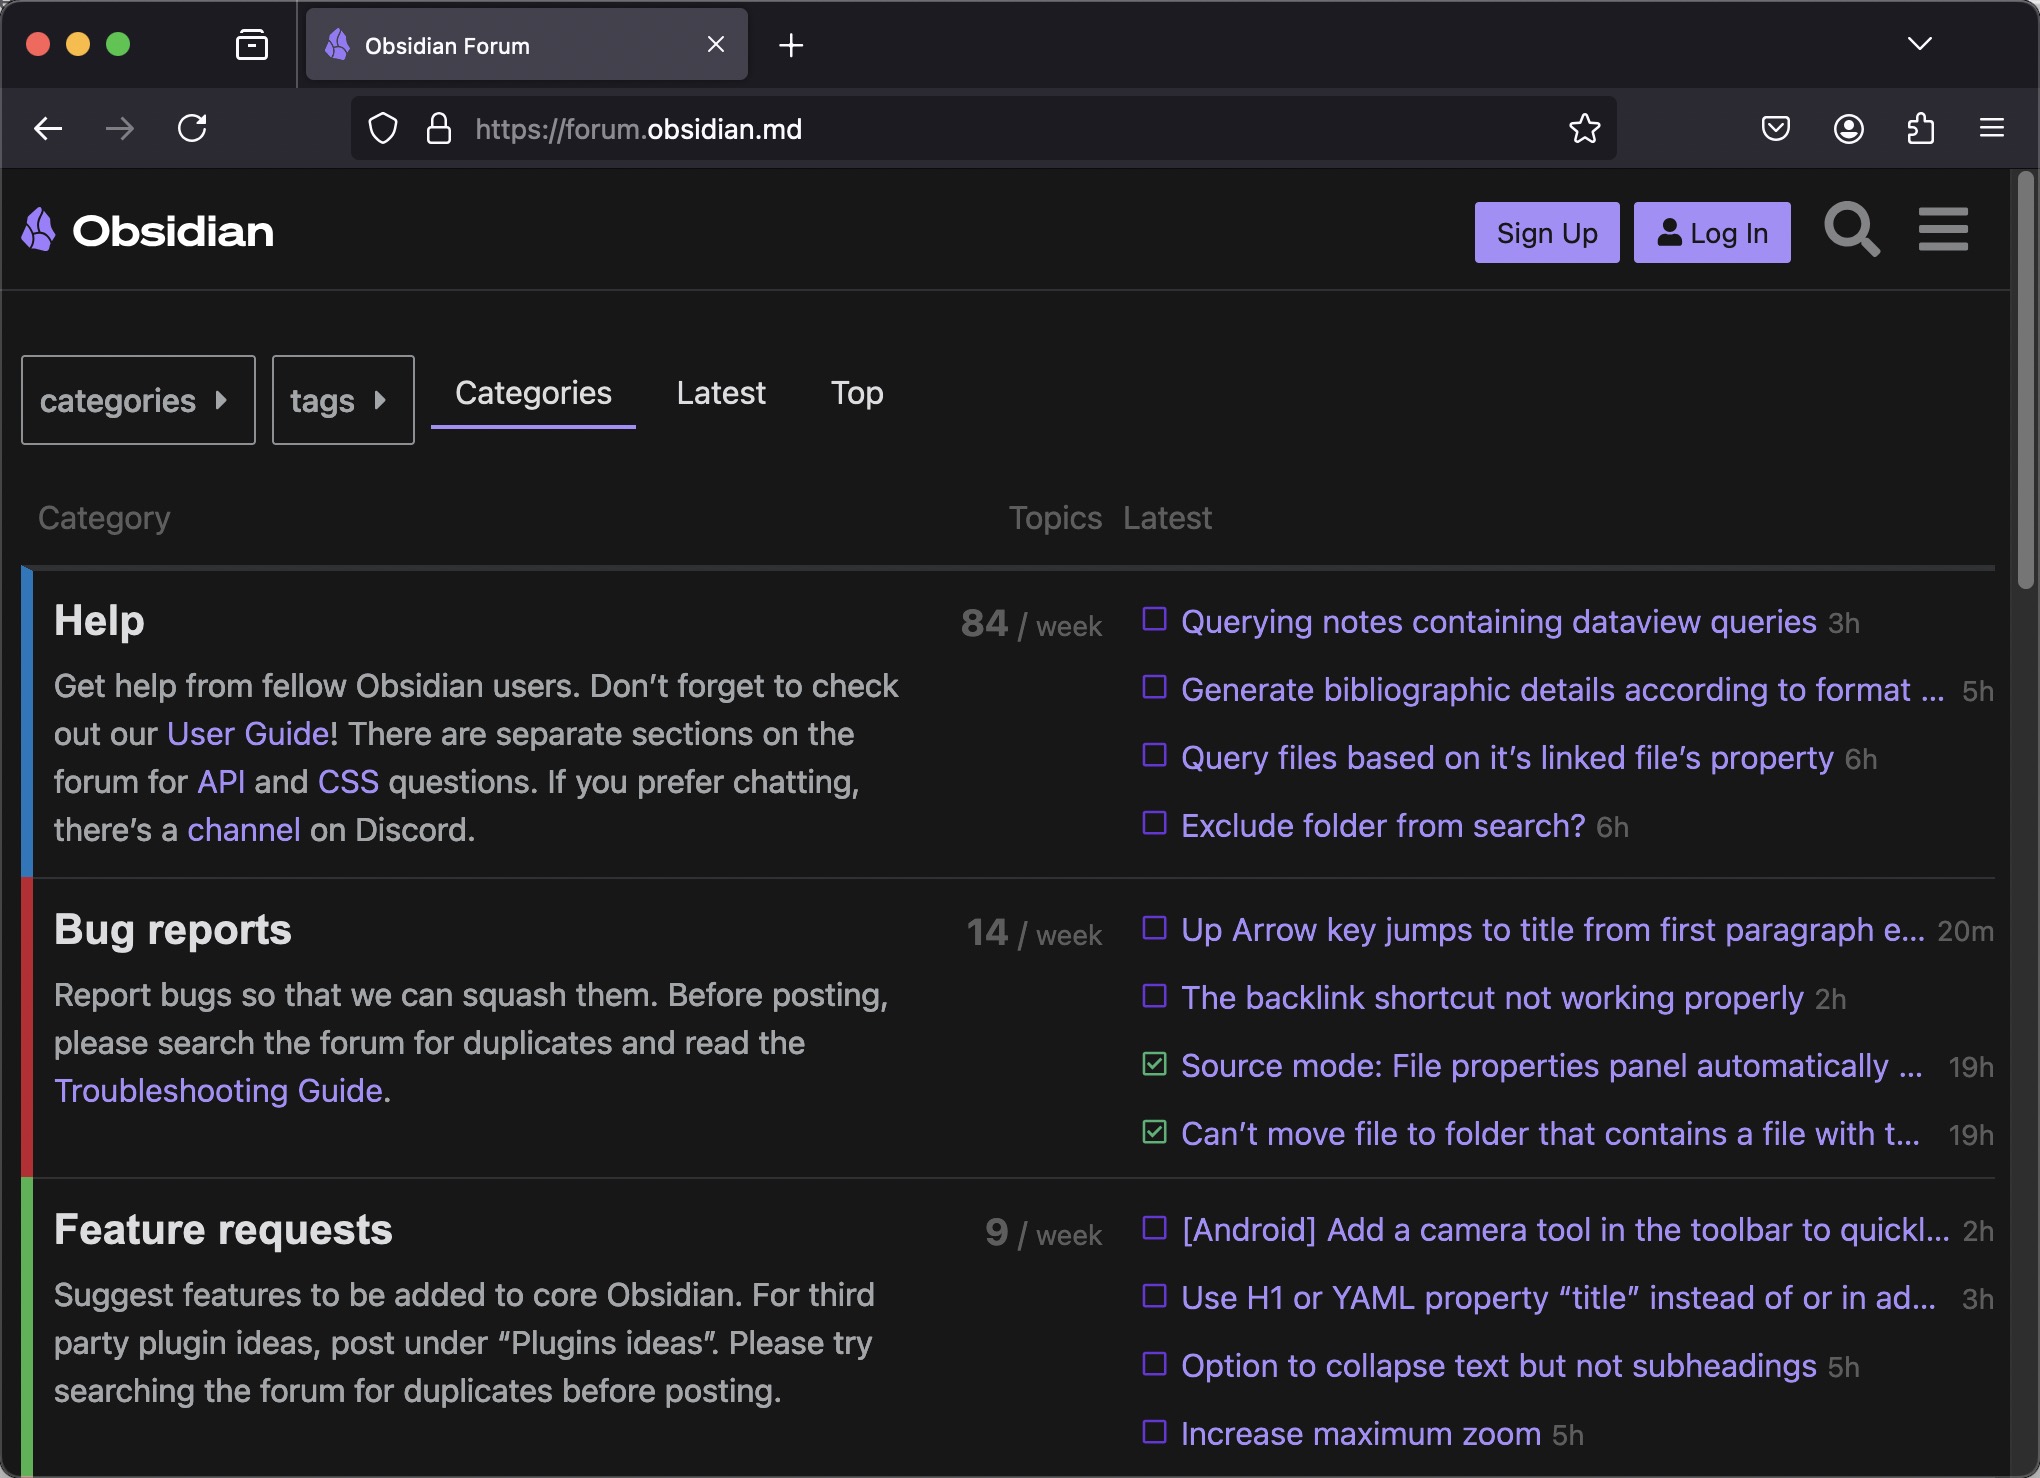 Obsidian Forum
https://forum.obsidian.md
Obsidian
Sign Up
Log In
categories
tags
Categories
Latest
Top
Category
Topics
Latest
Help
84 / week
Get help from fellow Obsidian users. Don’t forget to check
out our User Guide! There are separate sections on the
forum for API and CSS questions. If you prefer chatting,
there’s a channel on Discord.
Querying notes containing dataview queries 3h
Generate bibliographic details according to format ... 5h
Query files based on it’s linked file’s property 6h
Exclude folder from search? 6h
Bug reports
14 / week
Report bugs so that we can squash them. Before posting,
please search the forum for duplicates and read the
Troubleshooting Guide.
Up Arrow key jumps to title from first paragraph e... 20m
The backlink shortcut not working properly 2h
Source mode: File properties panel automatically ... 19h
Can’t move file to folder that contains a file with t... 19h
Feature requests
9 / week
Suggest features to be added to core Obsidian. For third
party plugin ideas, post under “Plugins ideas”. Please try
searching the forum for duplicates before posting.
[Android] Add a camera tool in the toolbar to quickl... 2h
Use H1 or YAML property “title” instead of or in ad... 3h
Option to collapse text but not subheadings 5h
Increase maximum zoom 5h